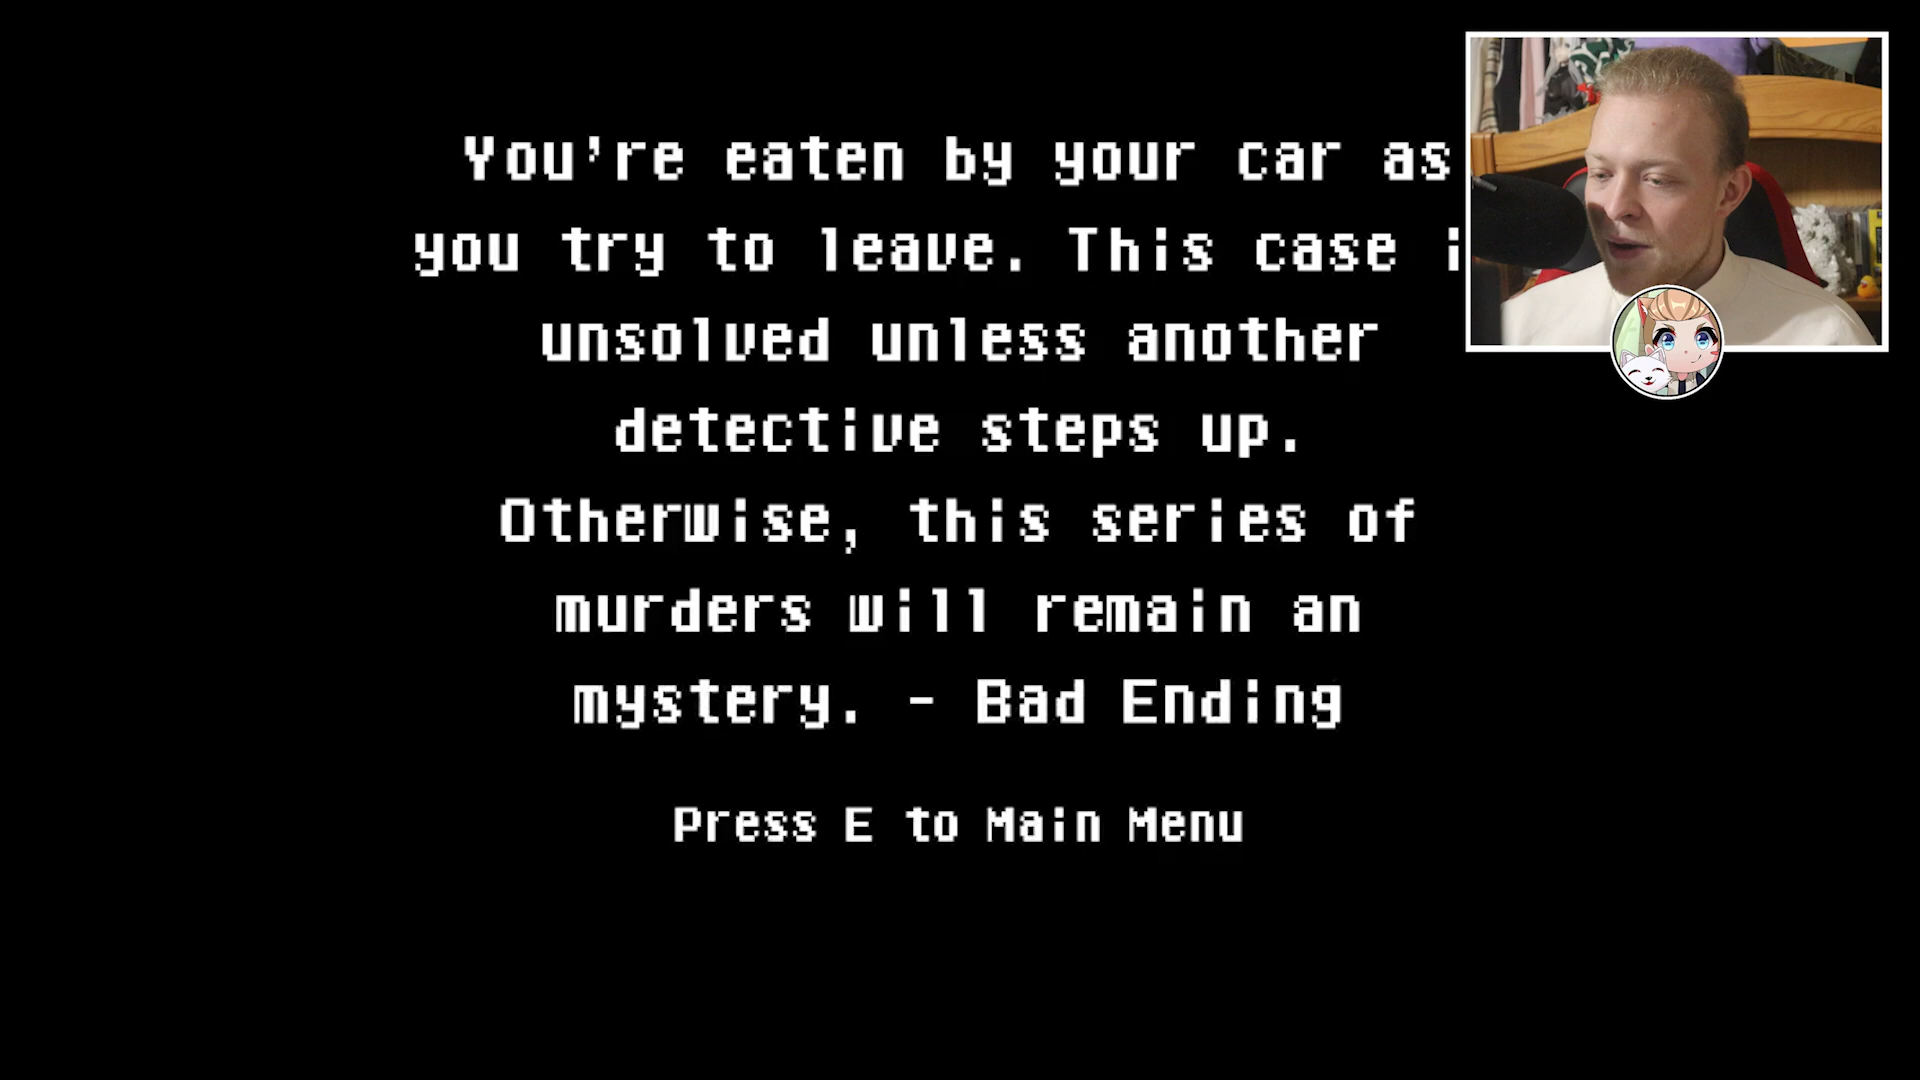 You're eaten by your car as
you try to leave. This case
unsolved unless another
detective steps up.
Otherwise, this series of
murders will remain an
mystery. - Bad Ending
Press E to Main Menu